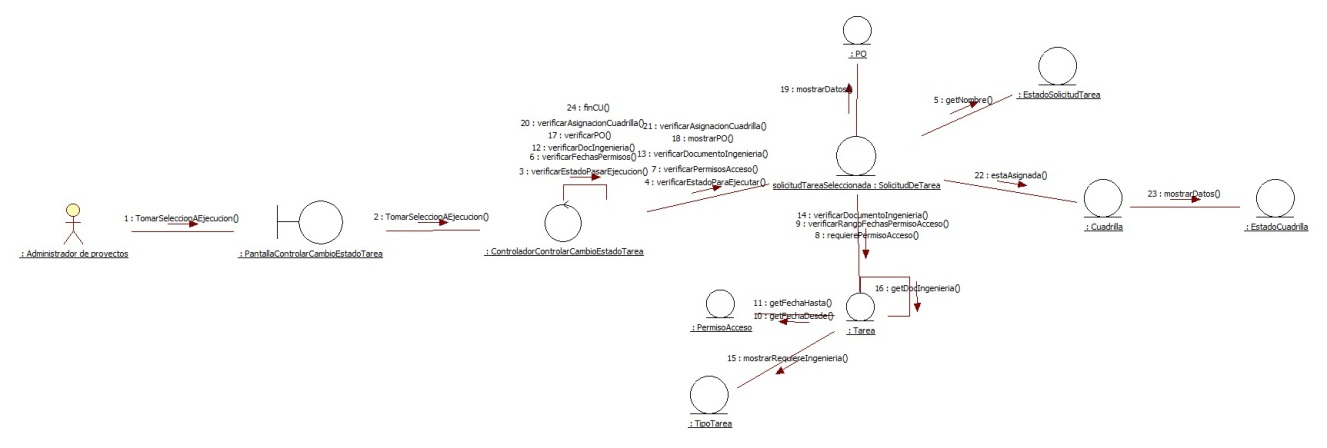 : PO
19 : mostrarDatos()
5 : getNombre()
: EstadoSolicitudTarea
24 : finCU()
20 : verificarAsignacionCuadrilla()
17 : verificarPO()
12 : verificarDocIngenieria()
6 : verificarFechasPermisos()
3 : verificarEstadoPasarEjecucion()
21 : verificarAsignacionCuadrilla()
18 : mostrarPO()
13 : verificarDocumentoIngenieria()
7 : verificarPermisosAcceso()
4 : verificarEstadoParaEjecutar()
solicitudTareaSeleccionada : SolicitudDeTarea
22 : estaAsignada()
23 : mostrarDatos()
1 : TomarSeleccionAEjecucion()
2 : TomarSeleccionAEjecucion()
14 : verificarDocumentoIngenieria()
9 : verificarRangoFechasPermisoAcceso()
8 : requierePermisoAcceso()
: Cuadrilla
: EstadoCuadrilla
: Administrador de proyectos
: PantallaControlarCambioEstadoTarea
: ControladorControlarCambioEstadoTarea
16 : getDocIngenieria()
11 : getFechaHasta()
10 : getFechaDesde()
: PermisoAcceso
: Tarea
15 : mostrarRequiereIngenieria()
: TipoTarea